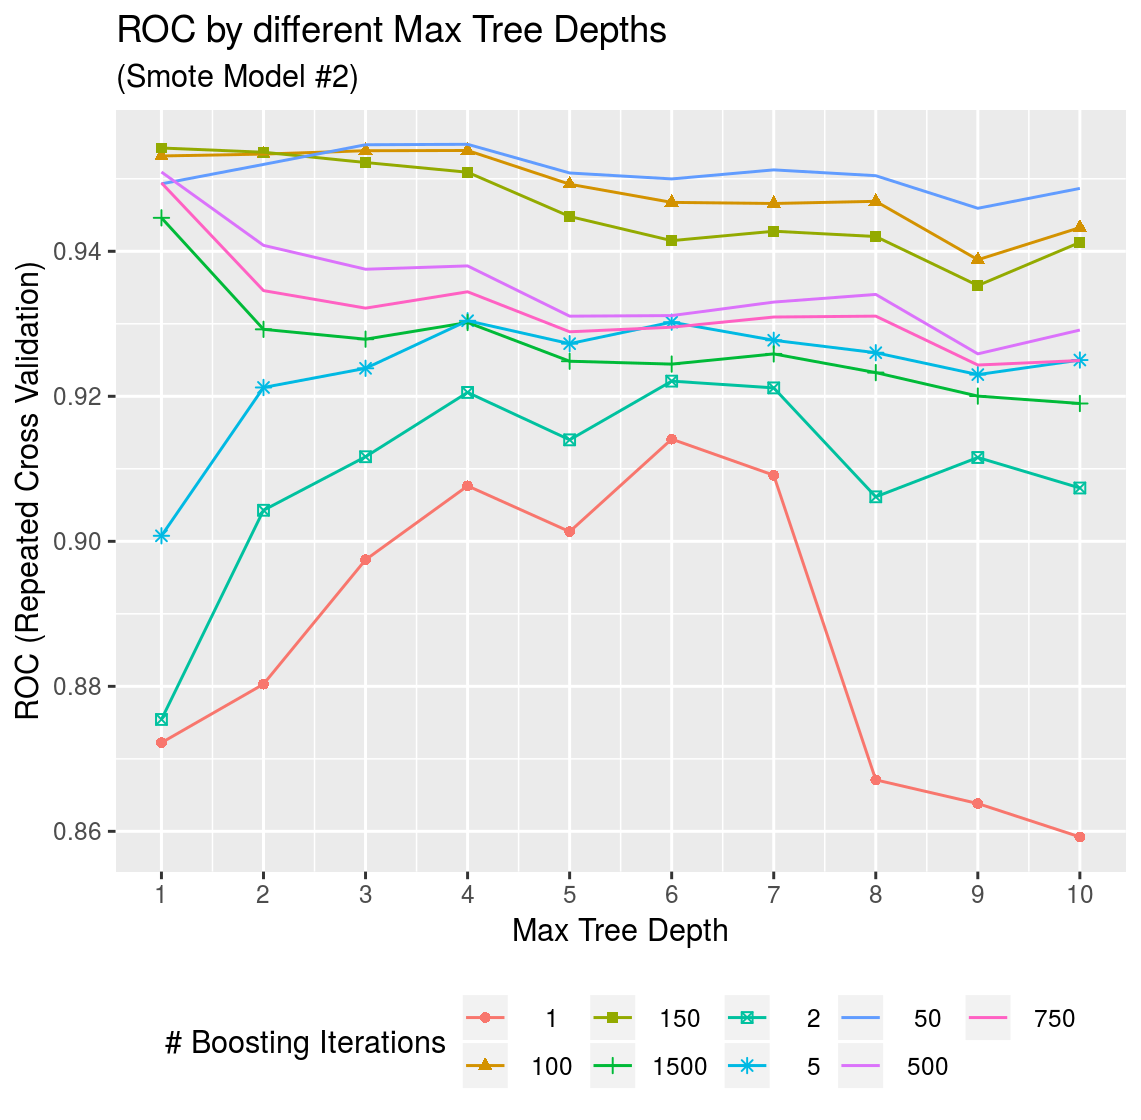 ROC by different Max Tree Depths
(Smote Model #2)
ROC (Repeated Cross Validation)
0.94
0.92
0.90
0.88
0.86
1 2 3 4 5 6 7 8 9 10
Max Tree Depth
# Boosting Iterations
1 150 2 50 750
100 1500 5 500